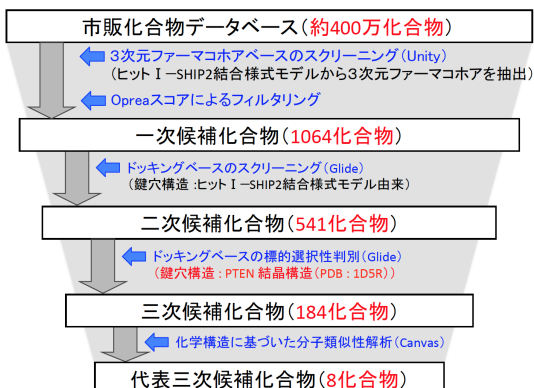 市販化合物データベース（約400万化合物）
３次元ファーマコホアベースのスクリーニング（Unity）
（ヒットⅠ－SHIP2結合様式モデルから３次元ファーマコホアを抽出）
Opreaスコアによるフィルタリング
一次候補化合物（1064化合物）
ドッキングベースのスクリーニング（Glide）
（鍵穴構造：ヒットⅠ－SHIP2結合様式モデル由来）
二次候補化合物（541化合物）
ドッキングベースの標的選択性判別（Glide）
（鍵穴構造：PTEN 結晶構造（PDB：1D5R））
三次候補化合物（184化合物）
化学構造に基づいた分子類似性解析（Canvas）
代表三次候補化合物（8化合物）